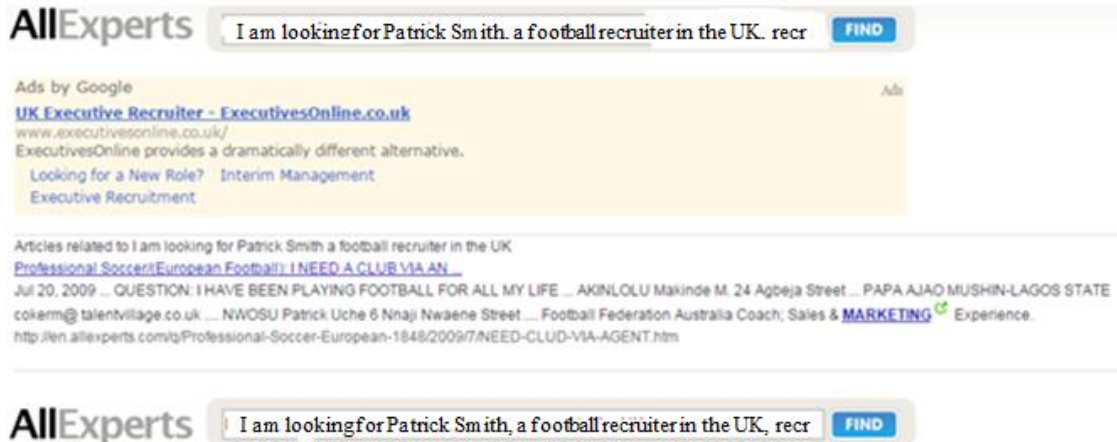 AllExperts I am looking for Patrick Smith. a football recruiter in the UK. recr FIND
Ads by Google Ads
UK Executive Recruiter - ExecutivesOnline.co.uk
www.executivesonline.co.uk/
ExecutivesOnline provides a dramatically different alternative.
Looking for a New Role? Interim Management
Executive Recruitment
Articles related to I am looking for Patrick Smith a football recruiter in the UK
Professional Soccer(European Football): I NEED A CLUB VIA AN ...
Jul 20, 2009 ... QUESTION: I HAVE BEEN PLAYING FOOTBALL FOR ALL MY LIFE ... AKINLOLU Makinde M. 24 Agbeja Street ... PAPA AJAO MUSHIN-LAGOS STATE
cokerm@ talentvillage.co.uk .... NWOSU Patrick Uche 6 Nnaji Nwaene Street .... Football Federation Australia Coach; Sales & MARKETING Experience.
http://en.allexperts.com/q/Professional-Soccer-European-1848/2009/7/NEED-CLUD-VIA-AGENT.htm
AllExperts I am looking for Patrick Smith, a football recruiter in the UK, recr FIND